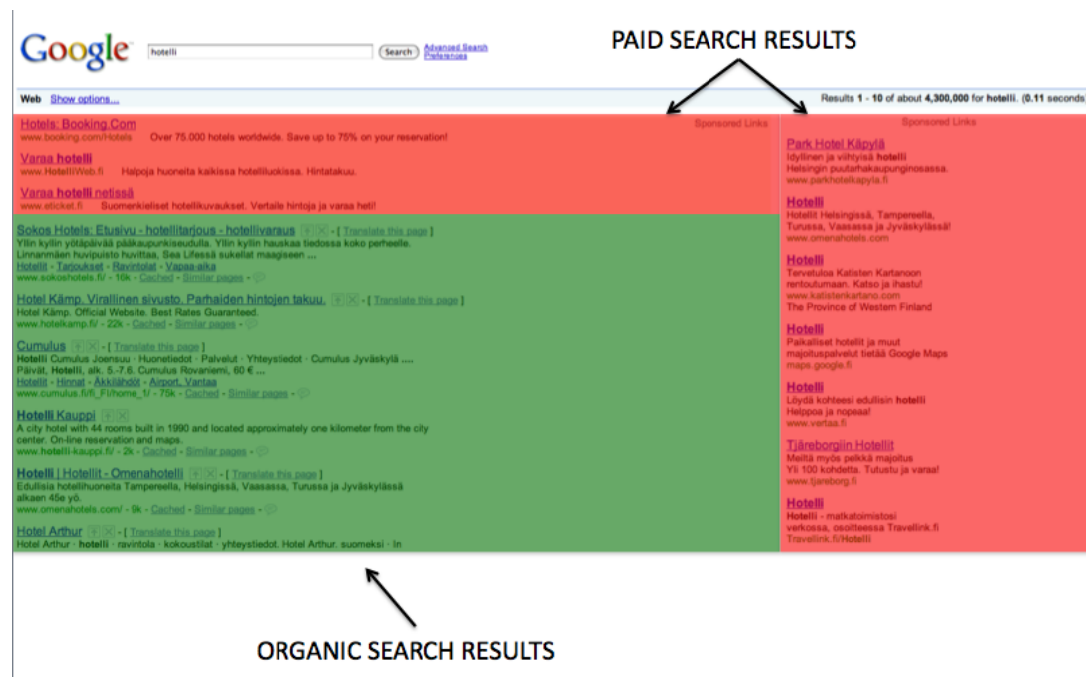 PAID SEARCH RESULTS
Google
hotelli
Search
Advanced Search
Preferences
Web Show options...
Results 1 - 10 of about 4,300,000 for hotelli. (0.11 seconds)
Hotels: Booking.Com
Sponsored Links
www.booking.com/Hotels Over 75.000 hotels worldwide. Save up to 75% on your reservation!
Varaa hotelli
www.HotelliWeb.fi Halpoja huoneita kaikissa hotelliluokissa. Hintatakuu.
Varaa hotelli netissä
www.eticket.fi Suomenkieliset hotellikuvaukset. Vertaile hintoja ja varaa heti!
Sokos Hotels: Etusivu - hotellitarjous - hotellivaraus - [ Translate this page ]
Yllin kyllin yötäpäivää pääkaupunkiseudulla. Yllin kyllin hauskaa tiedossa koko perheelle.
Linnanmäen huvipuisto huvittaa, Sea Lifessä sukellat maagiseen ...
Hotellit - Tarjoukset - Ravintolat - Vapaa-aika
www.sokoshotels.fi/ - 16k - Cached - Similar pages -
Hotel Kämp. Virallinen sivusto. Parhaiden hintojen takuu. - [ Translate this page ]
Hotel Kämp. Official Website. Best Rates Guaranteed.
www.hotelkamp.fi/ - 22k - Cached - Similar pages -
Cumulus - [ Translate this page ]
Hotelli Cumulus Joensuu · Huonetiedot · Palvelut · Yhteystiedot · Cumulus Jyväskylä ....
Päivät, Hotelli, alk. 5.-7.6. Cumulus Rovaniemi, 60 € ...
Hotellit - Hinnat - Äkkilähdöt - Airport, Vantaa
www.cumulus.fi/fi_FI/home_1/ - 75k - Cached - Similar pages -
Hotelli Kauppi
A city hotel with 44 rooms built in 1990 and located approximately one kilometer from the city
center. On-line reservation and maps.
www.hotelli-kauppi.fi/ - 2k - Cached - Similar pages -
Hotelli | Hotellit - Omenahotelli - [ Translate this page ]
Edullisia hotellihuoneita Tampereella, Helsingissä, Vaasassa, Turussa ja Jyväskylässä
alkaen 45e yö.
www.omenahotels.com/ - 9k - Cached - Similar pages -
Hotel Arthur - [ Translate this page ]
Hotel Arthur · hotelli · ravintola · kokoustilat · yhteystiedot. Hotel Arthur. suomeksi · In
Sponsored Links
Park Hotel Käpylä
Idyllinen ja viihtyisä hotelli
Helsingin puutarhakaupunginosassa.
www.parkhotelkapyla.fi
Hotelli
Hotellit Helsingissä, Tampereella,
Turussa, Vaasassa ja Jyväskylässä!
www.omenahotels.com
Hotelli
Tervetuloa Katisten Kartanoon
rentoutumaan. Katso ja ihastu!
www.katistenkartano.com
The Province of Western Finland
Hotelli
Paikalliset hotellit ja muut
majoituspalvelut tietää Google Maps
maps.google.fi
Hotelli
Löydä kohteesi edullisin hotelli
Helppoa ja nopeaa!
www.vertaa.fi
Tjäreborgiin Hotellit
Meiltä myös pelkkä majoitus
Yli 100 kohdetta. Tutustu ja varaa!
www.tjareborg.fi
Hotelli
Hotelli - matkatoimistosi
verkossa, osoitteessa Travellink.fi
Travellink.fi/Hotelli
ORGANIC SEARCH RESULTS